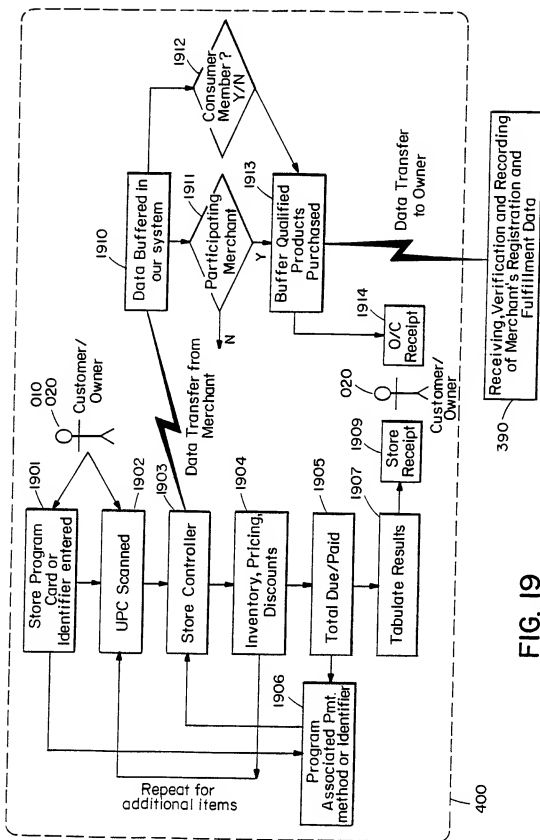 1901
Store Program
Card or
Identifier entered
010
020
Customer/
Owner
1902
UPC Scanned
1903
Store Controller
1904
Inventory, Pricing,
Discounts
1905
Total Due/Paid
1906
Program
Associated Pmt.
method or Identifier
1907
Tabulate Results
1909
Store
Receipt
Repeat for
additional items
Data Transfer from
Merchant
1910
Data Buffered in
our system
1911
Participating
Merchant
N
Y
1912
Consumer
Member?
Y/N
1913
Buffer Qualified
Products
Purchased
1914
O/C
Receipt
020
Customer/
Owner
Data Transfer
to Owner
390
Receiving, Verification and Recording
of Merchant's Registration and
Fulfillment Data
400
FIG. 19